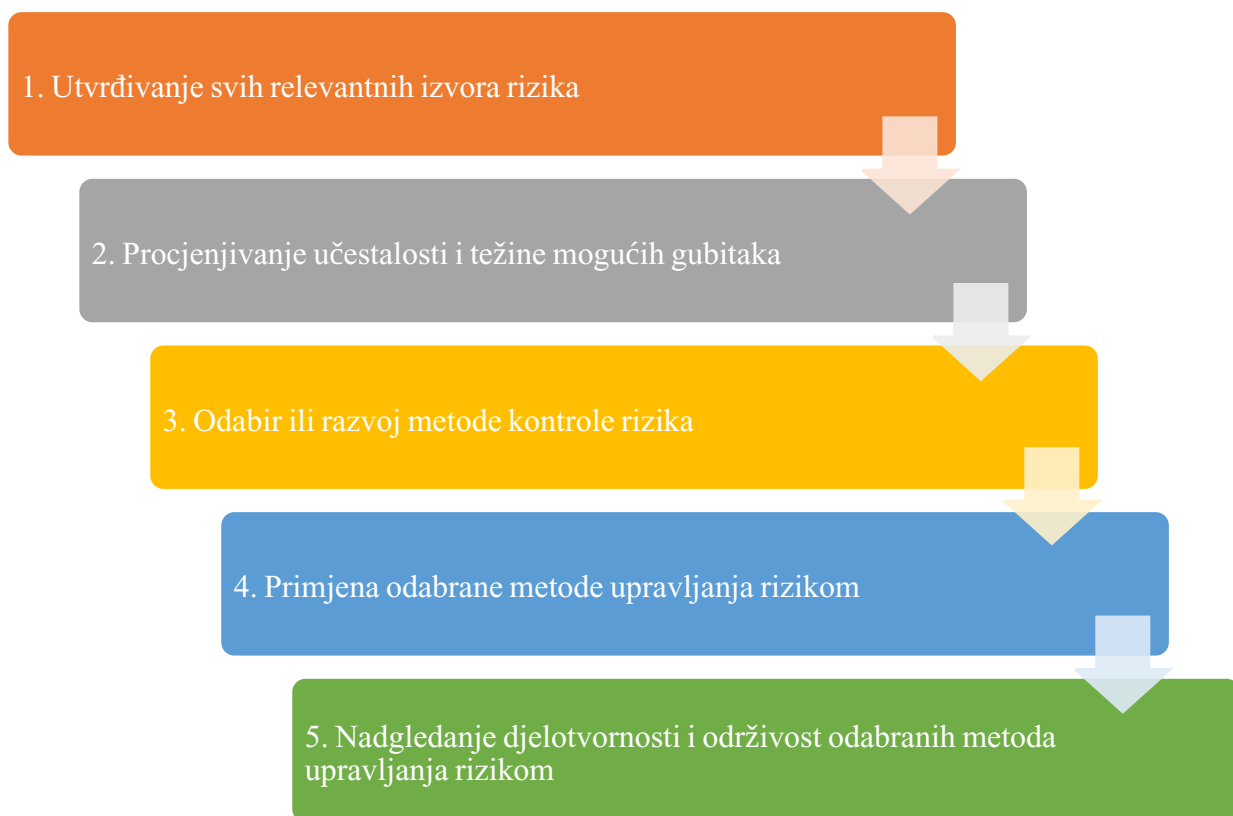 1. Utvrđivanje svih relevantnih izvora rizika
2. Procjenjivanje učestalosti i težine mogućih gubitaka
3. Odabir ili razvoj metode kontrole rizika
4. Primjena odabrane metode upravljanja rizikom
5. Nadgledanje djelotvornosti i održivost odabranih metoda
upravljanja rizikom